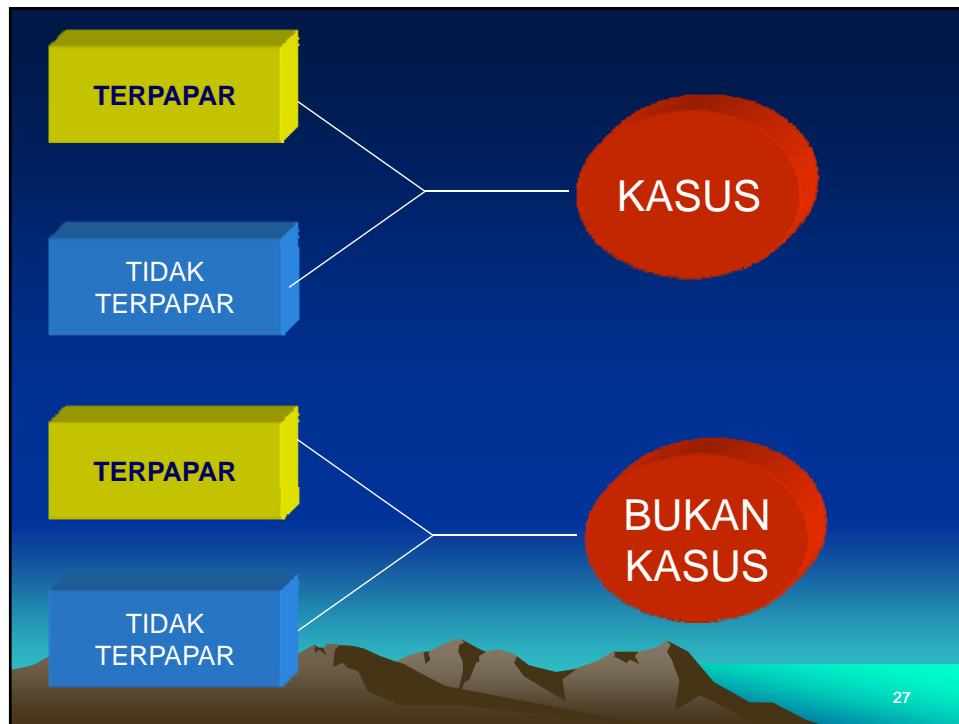 TERPAPAR
KASUS
TIDAK
TERPAPAR
TERPAPAR
BUKAN
KASUS
TIDAK
TERPAPAR
27